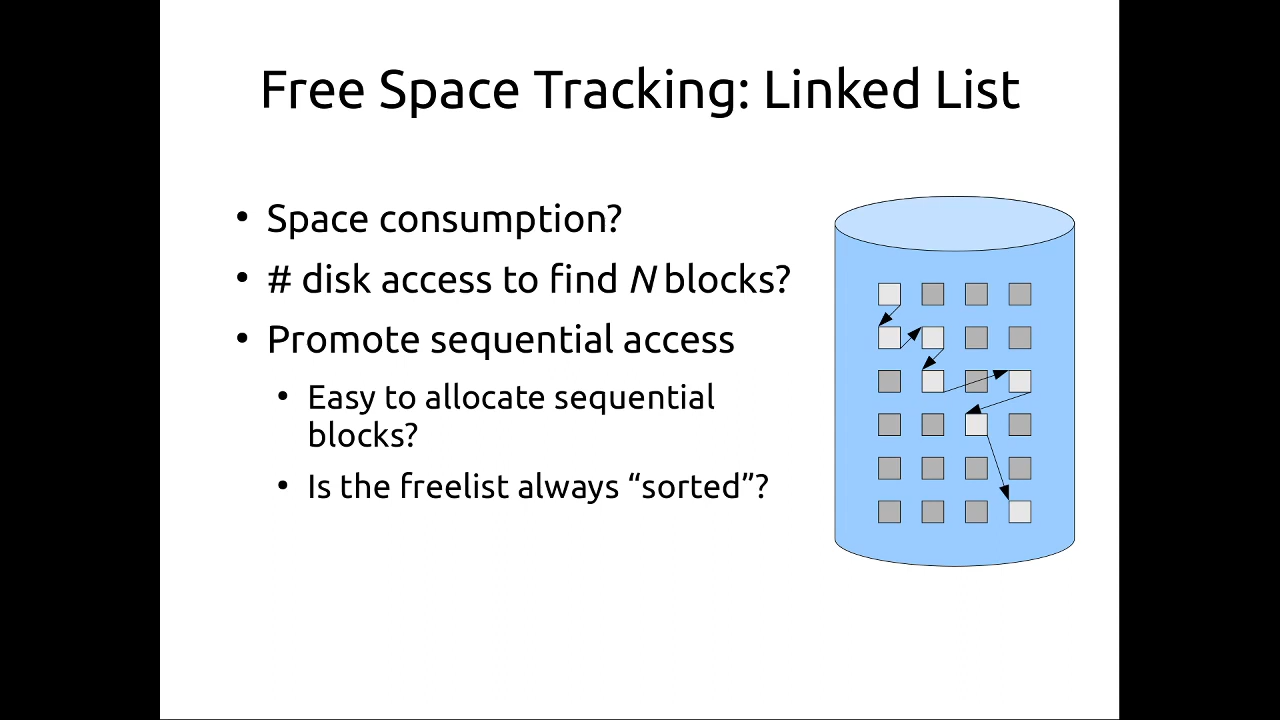 Free Space Tracking: Linked List
• Space consumption?
• # disk access to find N blocks?
• Promote sequential access
• Easy to allocate sequential
blocks?
• Is the freelist always “sorted”?